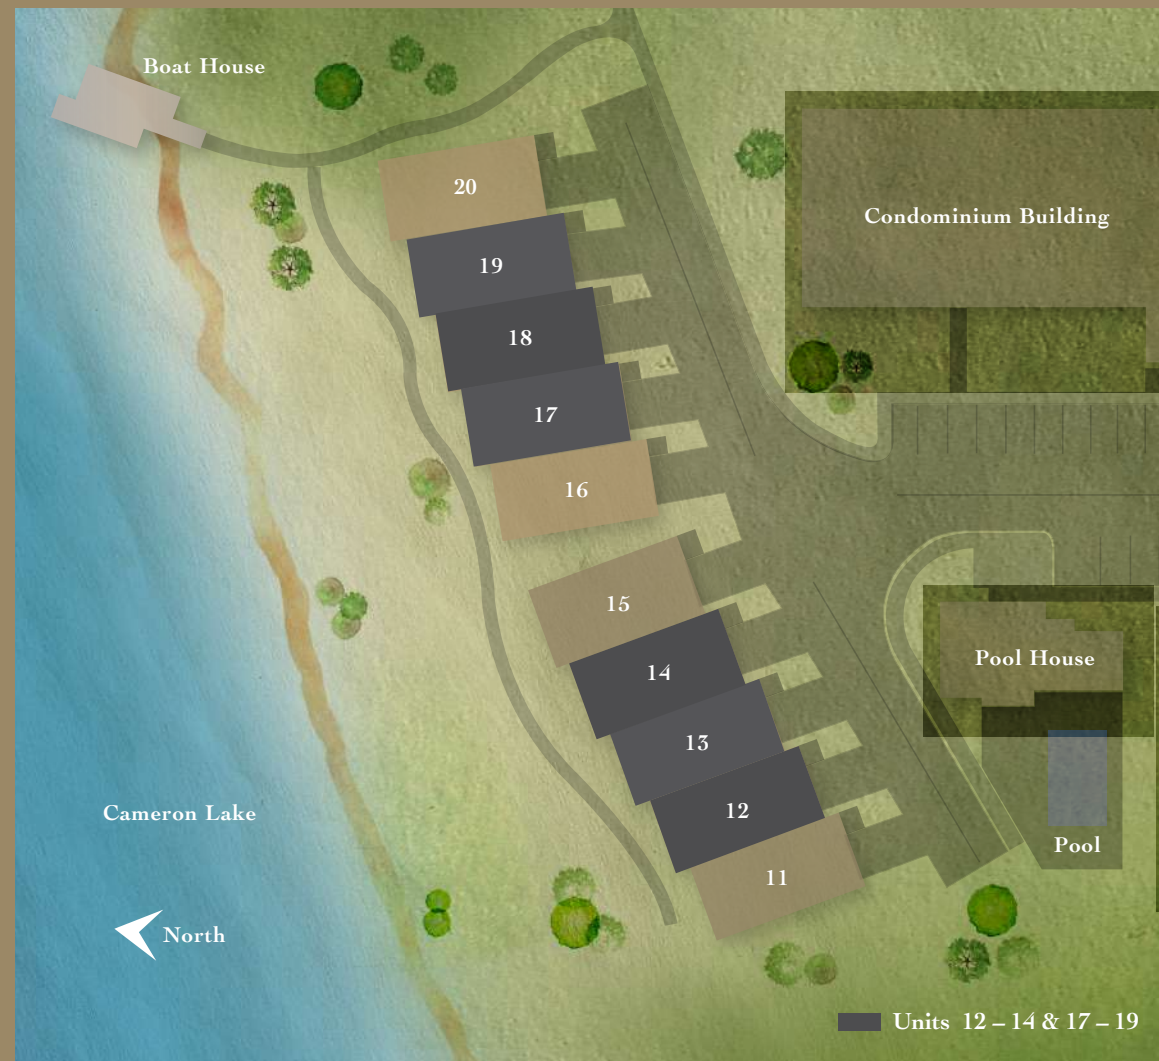 Boat House
20
Condominium Building
19
18
17
16
15
Pool House
14
13
12
Cameron Lake
Pool
11
North
Units 12 – 14 & 17 – 19